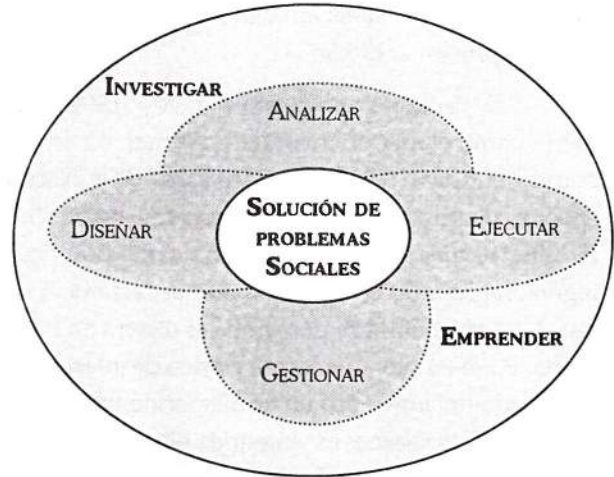 INVESTIGAR
ANALIZAR
DISEÑAR
SOLUCIÓN DE
PROBLEMAS
SOCIALES
EJECUTAR
EMPRENDER
GESTIONAR